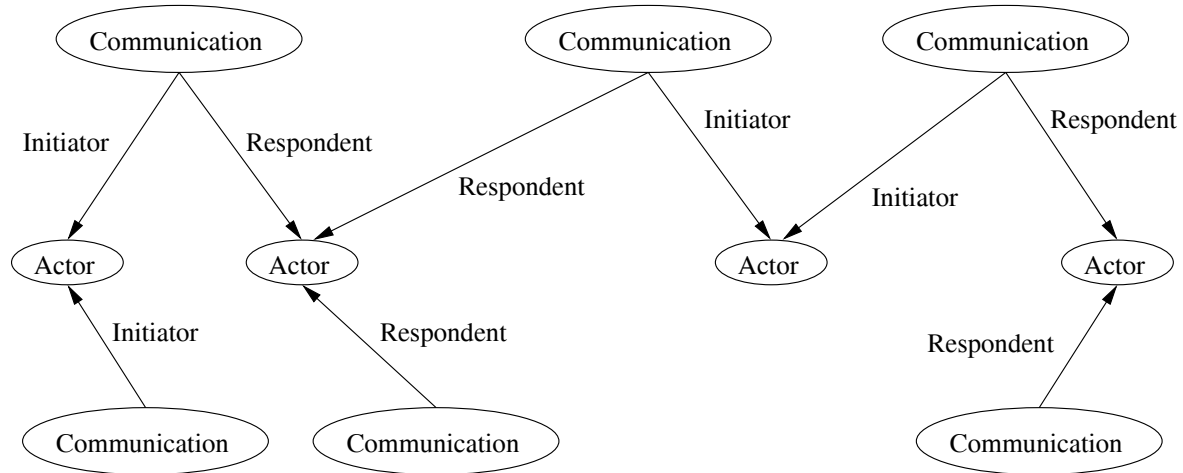 Communication
Communication
Communication
Initiator
Respondent
Initiator
Respondent
Respondent
Initiator
Actor
Actor
Actor
Actor
Initiator
Respondent
Respondent
Communication
Communication
Communication